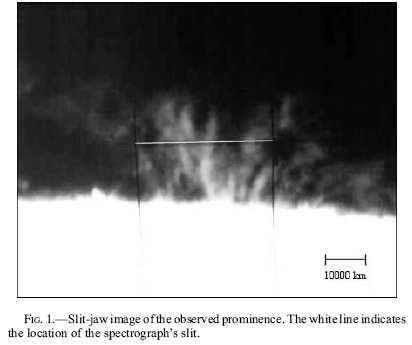 10000 km
FIG. 1.—Slit-jaw image of the observed prominence. The white line indicates
the location of the spectrograph's slit.